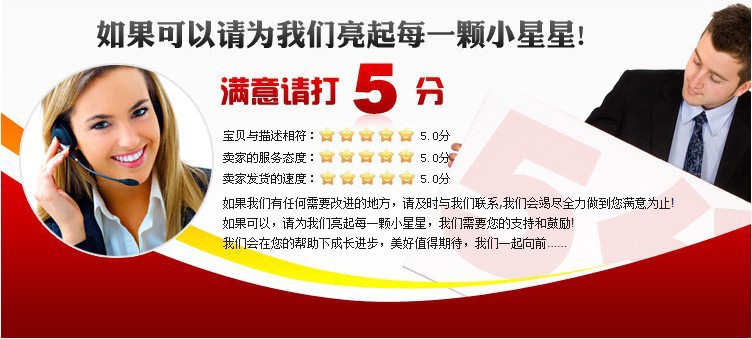 如果可以请为我们亮起每一颗小星星!
满意请打 5 分
宝贝与描述相符：5.0分
卖家的服务态度：5.0分
卖家发货的速度：5.0分
如果我们有任何需要改进的地方，请及时与我们联系,我们会竭尽全力做到您满意为止!
如果可以，请为我们亮起每一颗小星星，我们需要您的支持和鼓励!
我们会在您的帮助下成长进步，美好值得期待，我们一起向前......
5分